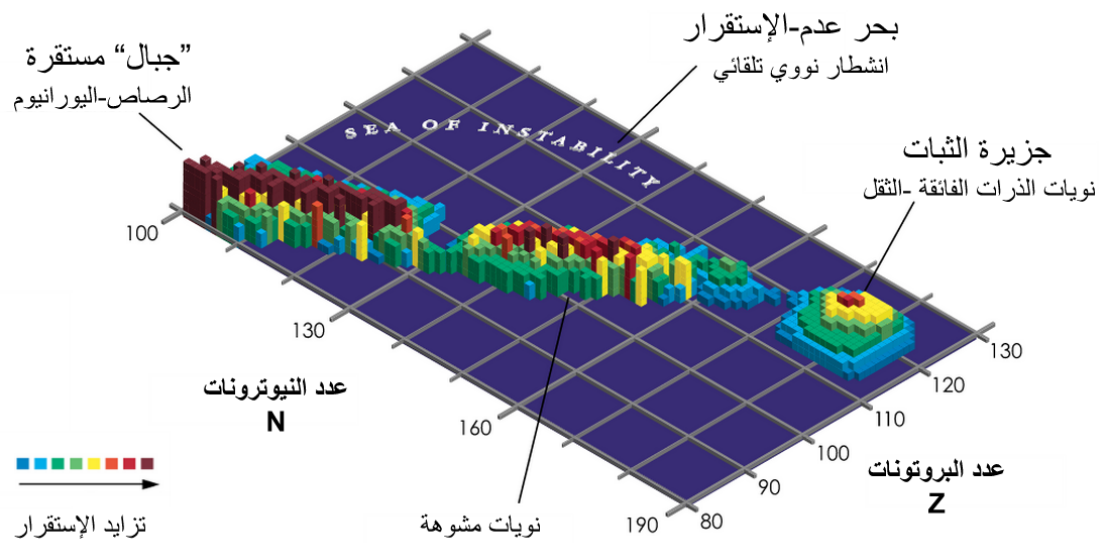 بحر عدم-الإستقرار
انشطار نووي تلقائي
”جبال“ مستقرة
الرصاص-اليورانيوم
SEA OF INSTABILITY
جزيرة الثبات
نويات الذرات الفائقة -الثقل
100
130
160
190
عدد النيوترونات
N
80
90
100
110
120
130
عدد البروتونات
Z
نويات مشوهة
تزايد الإستقرار